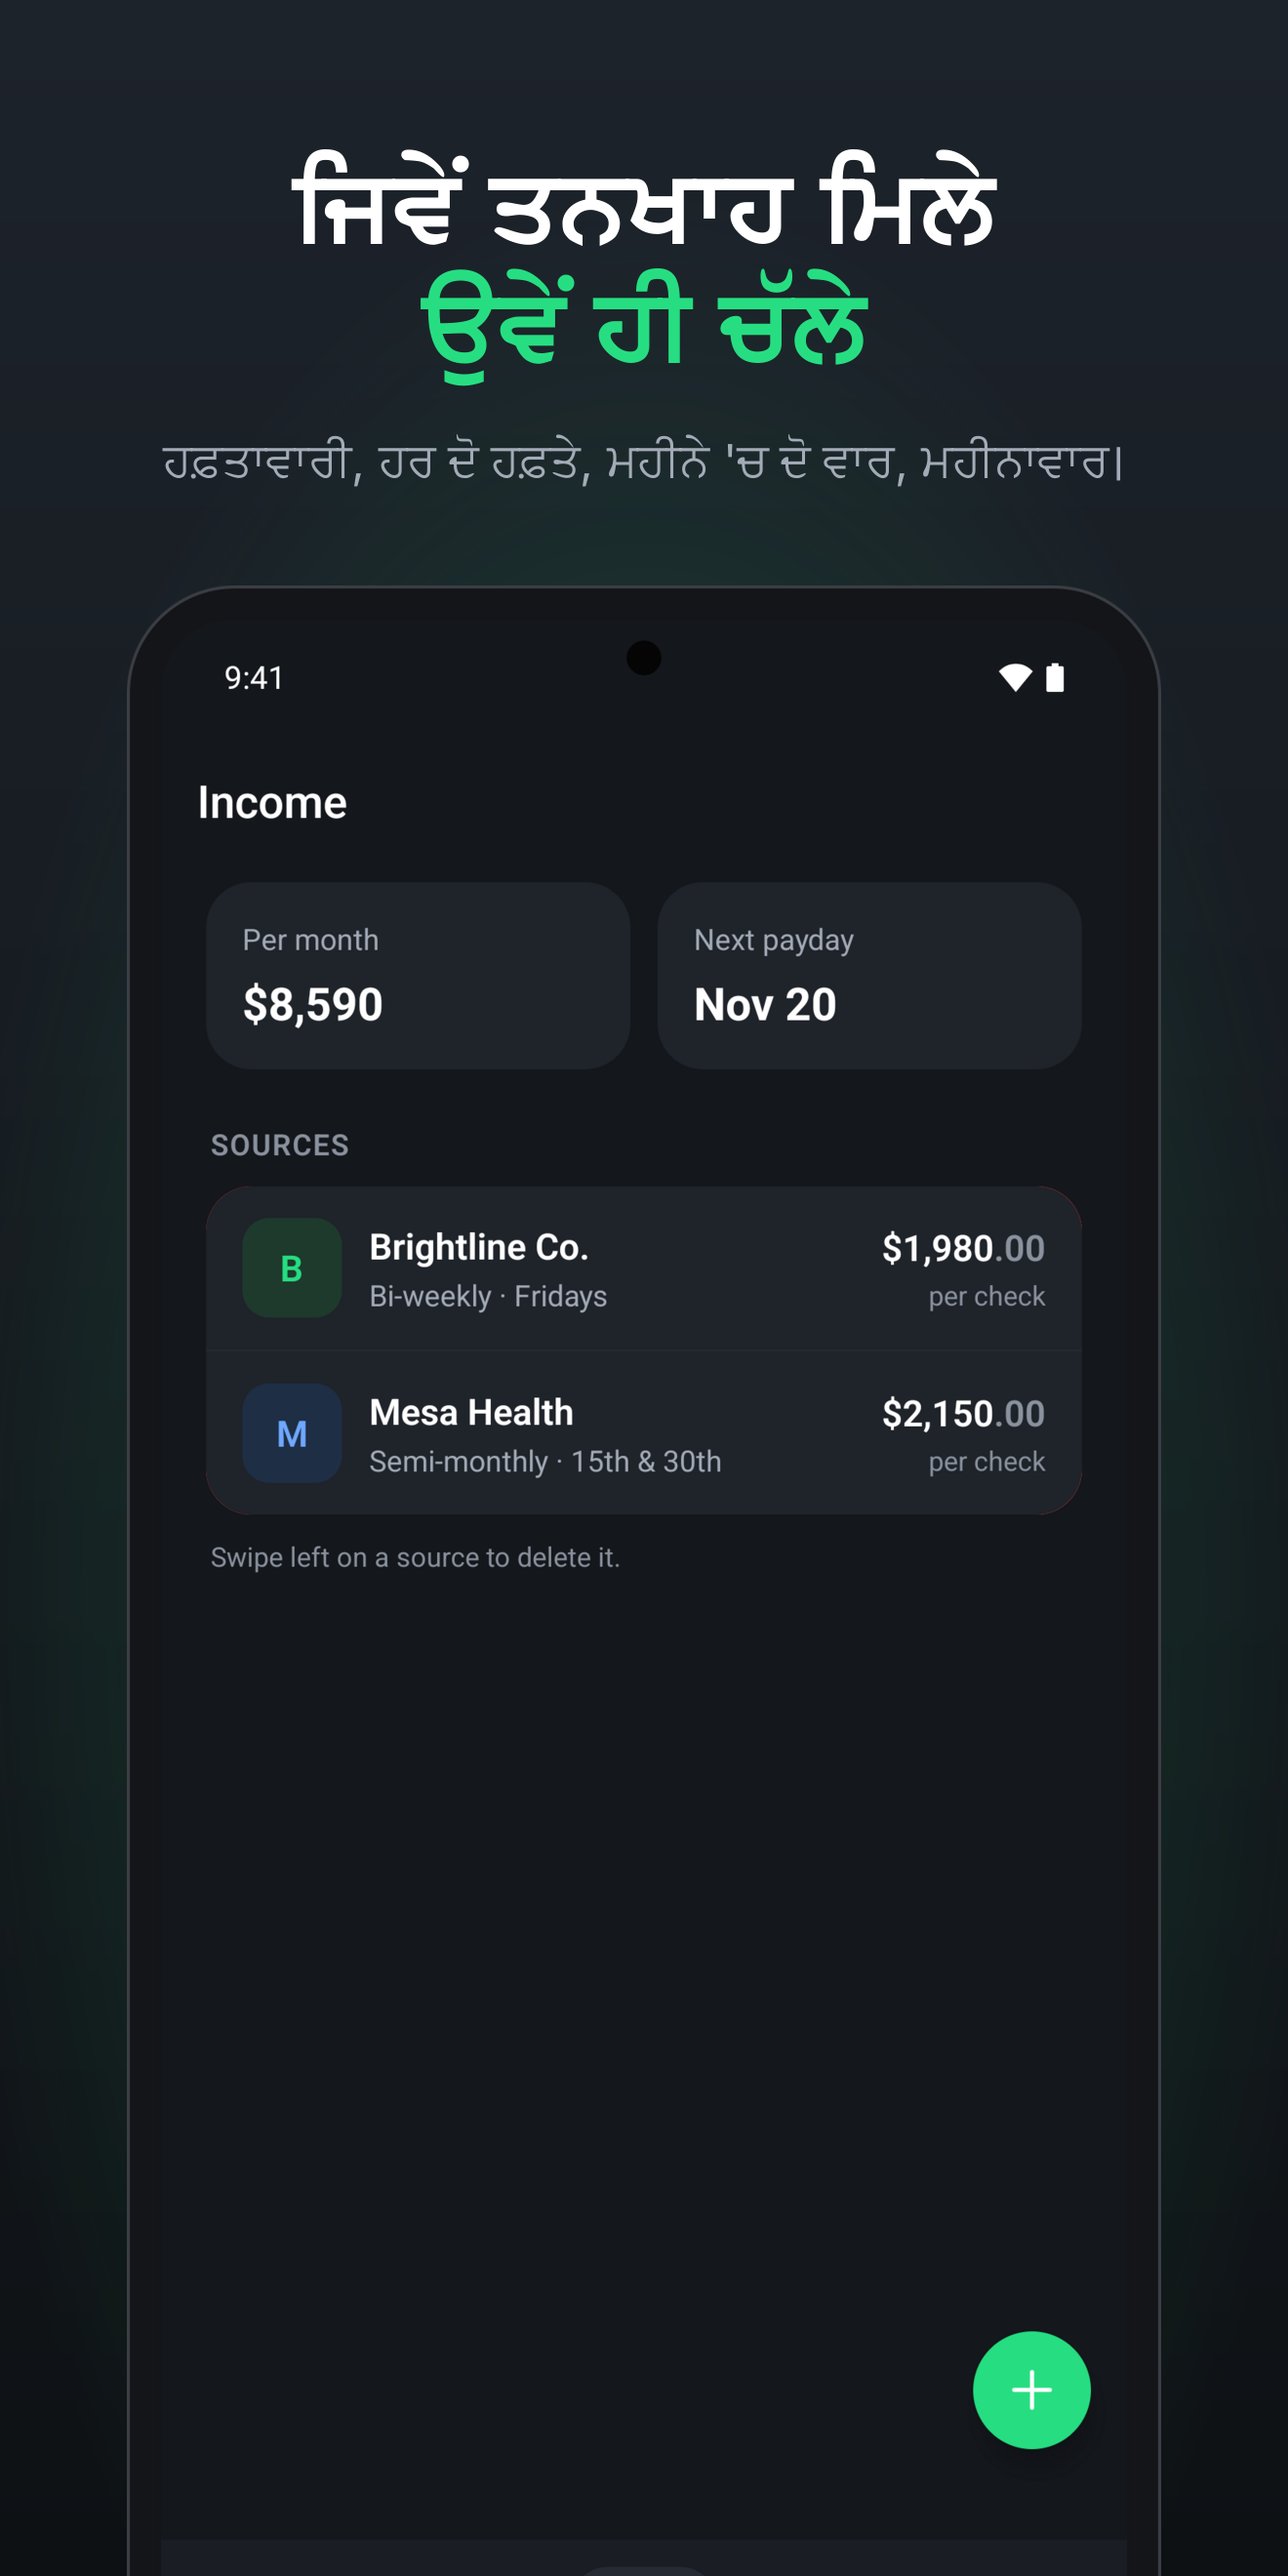 ਜਿਵੇਂ ਤਨਖਾਹ ਮਿਲੇ
ਉਵੇਂ ਹੀ ਚੱਲੇ
ਹਫ਼ਤਾਵਾਰੀ, ਹਰ ਦੋ ਹਫ਼ਤੇ, ਮਹੀਨੇ 'ਚ ਦੋ ਵਾਰ, ਮਹੀਨਾਵਾਰ।
9:41
Income
Per month
$8,590
Next payday
Nov 20
SOURCES
B
Brightline Co.
Bi-weekly · Fridays
$1,980.00
per check
M
Mesa Health
Semi-monthly · 15th & 30th
$2,150.00
per check
Swipe left on a source to delete it.